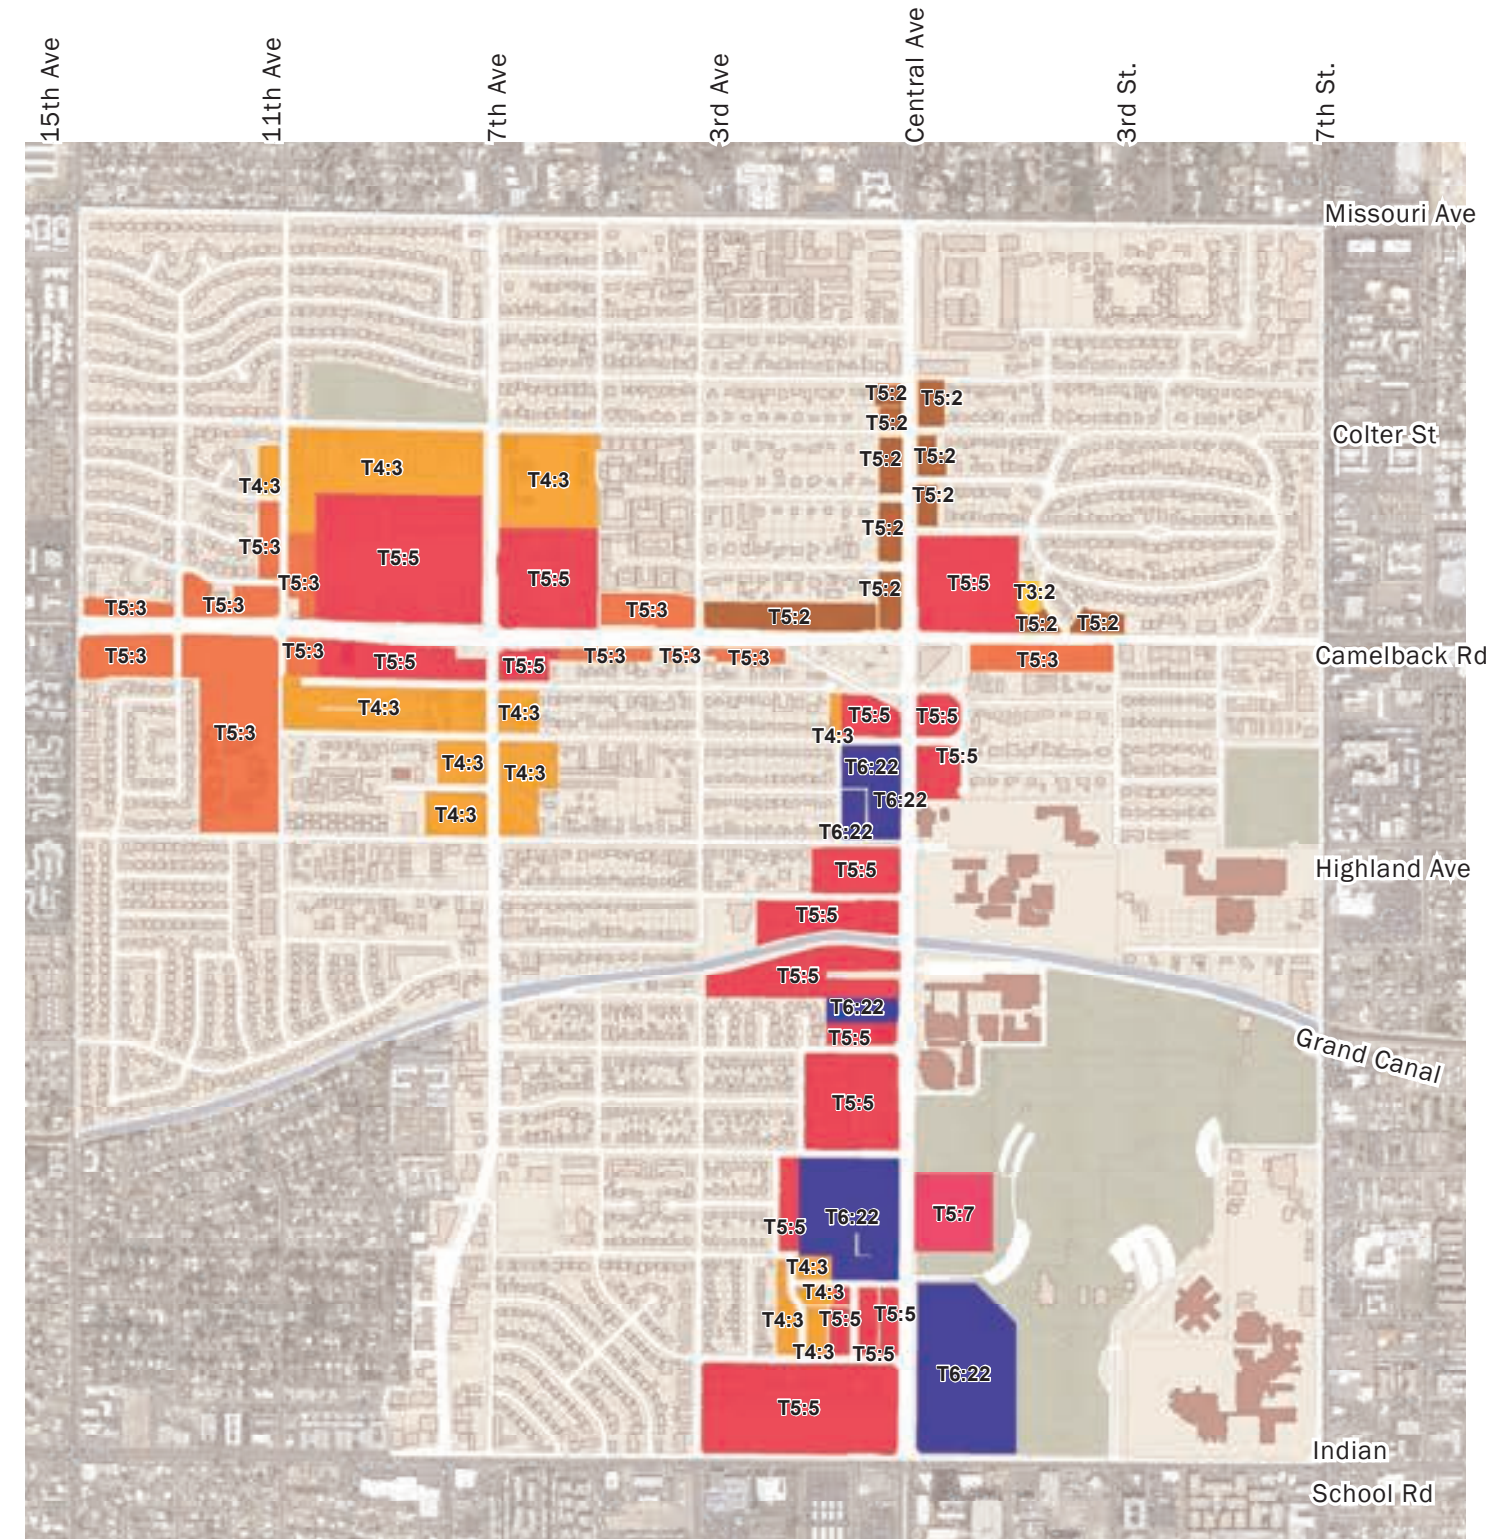 15th Ave
11th Ave
7th Ave
3rd Ave
Central Ave
3rd St.
7th St.
Missouri Ave
T5:2
T5:2
T5:2
Colter St
T5:2
T5:2
T4:3
T4:3
T4:3
T5:2
T5:2
T5:3
T5:5
T5:5
T5:5
T5:3
T5:2
T3:2
T5:3
T5:3
T5:3
T5:2
T5:2
T5:2
T5:3
T5:3
T5:5
T5:5
T5:3
T5:3
T5:3
T5:3
Camelback Rd
T4:3
T4:3
T5:5
T5:5
T5:3
T4:3
T4:3
T4:3
T6:22
T5:5
T4:3
T6:22
T6:22
T5:5
Highland Ave
T5:5
T5:5
T6:22
T5:5
Grand Canal
T5:5
T5:5
T6:22
T5:7
T4:3
T4:3
T4:3
T5:5
T5:5
T4:3
T5:5
T6:22
T5:5
Indian
School Rd